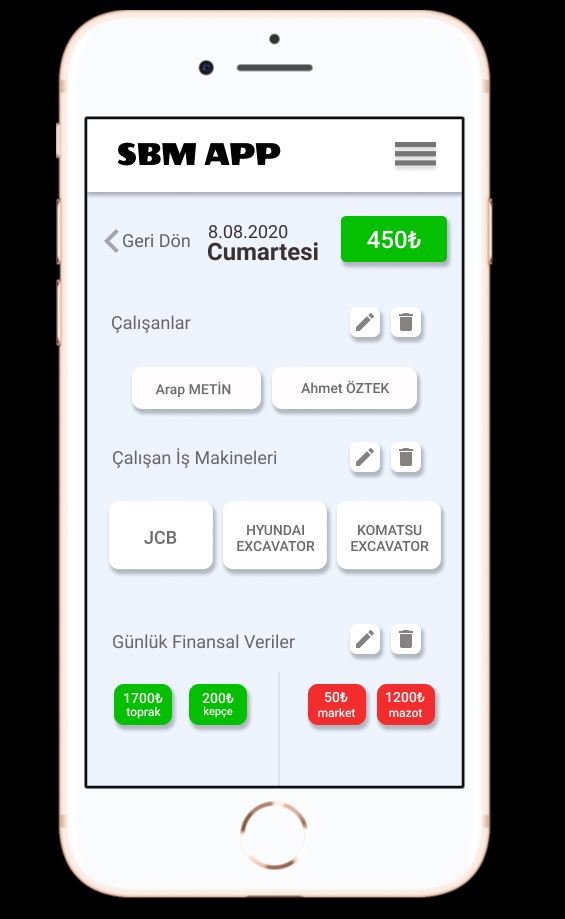 SBM APP
Geri Dön
8.08.2020
Cumartesi
450₺
Çalışanlar
Arap METİN
Ahmet ÖZTEK
Çalışan İş Makineleri
JCB
HYUNDAI
EXCAVATOR
KOMATSU
EXCAVATOR
Günlük Finansal Veriler
1700₺
toprak
200₺
kepçe
50₺
market
1200₺
mazot